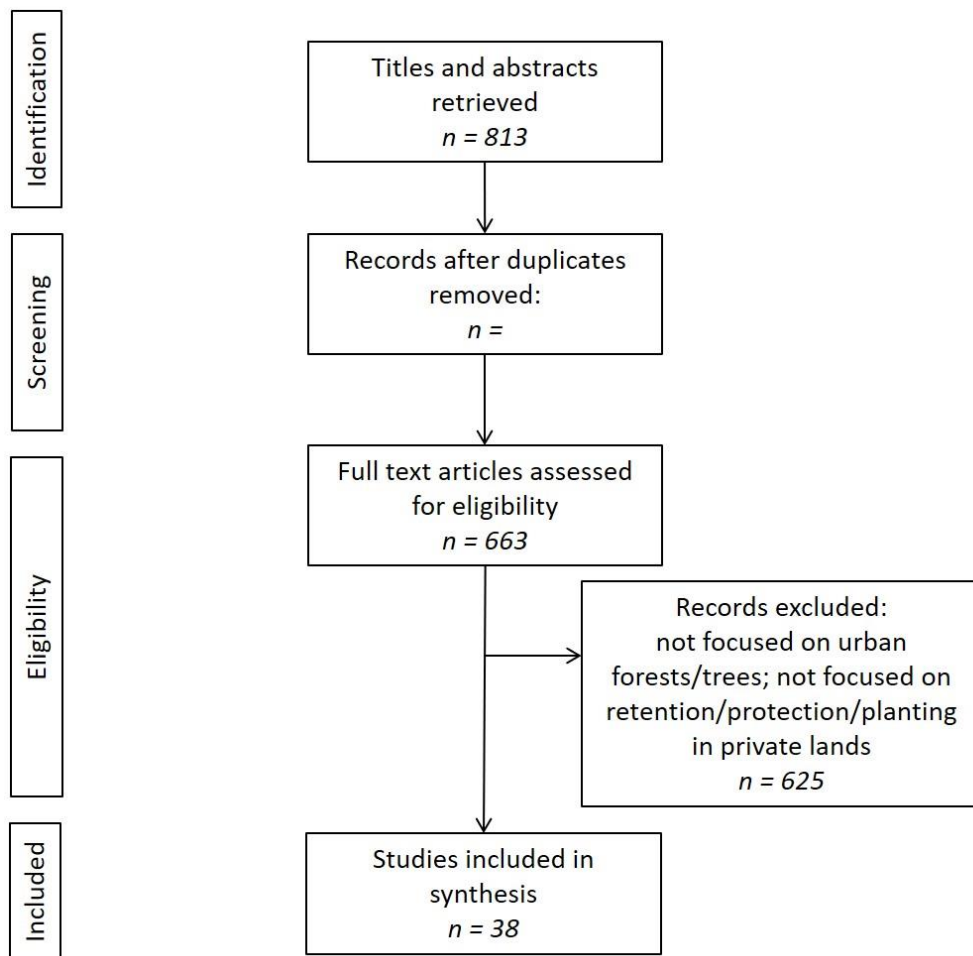 Identification
Titles and abstracts
retrieved
n = 813
Screening
Records after duplicates
removed:
n =
Eligibility
Full text articles assessed
for eligibility
n = 663
Records excluded:
not focused on urban
forests/trees; not focused on
retention/protection/planting
in private lands
n = 625
Included
Studies included in
synthesis
n = 38